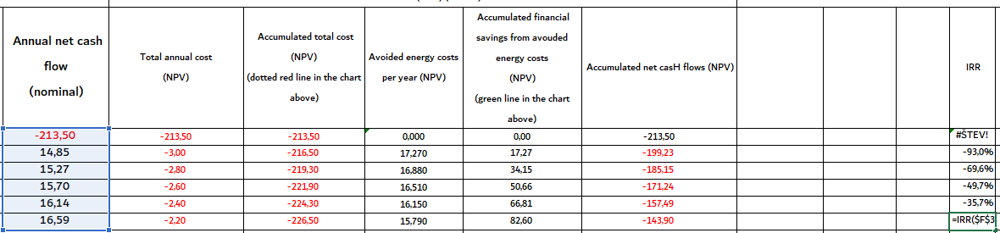 Annual net cash
flow
(nominal)
Total annual cost
(NPV)
Accumulated total cost
(NPV)
(dotted red line in the chart
above)
Avoided energy costs
per year (NPV)
Accumulated financial
savings from avouded
energy costs
(NPV)
(green line in the chart
above)
Accumulated net casH flows (NPV)
IRR
-213,50 -213,50 -213,50 0,000 0,00 -213,50 #ŠTEV!
14,85 -3,00 -216,50 17,270 17,27 -199,23 -93,0%
15,27 -2,80 -219,30 16,880 34,15 -185,15 -69,6%
15,70 -2,60 -221,90 16,510 50,66 -171,24 -49,7%
16,14 -2,40 -224,30 16,150 66,81 -157,49 -35,7%
16,59 -2,20 -226,50 15,790 82,60 -143,90 =IRR($F$3